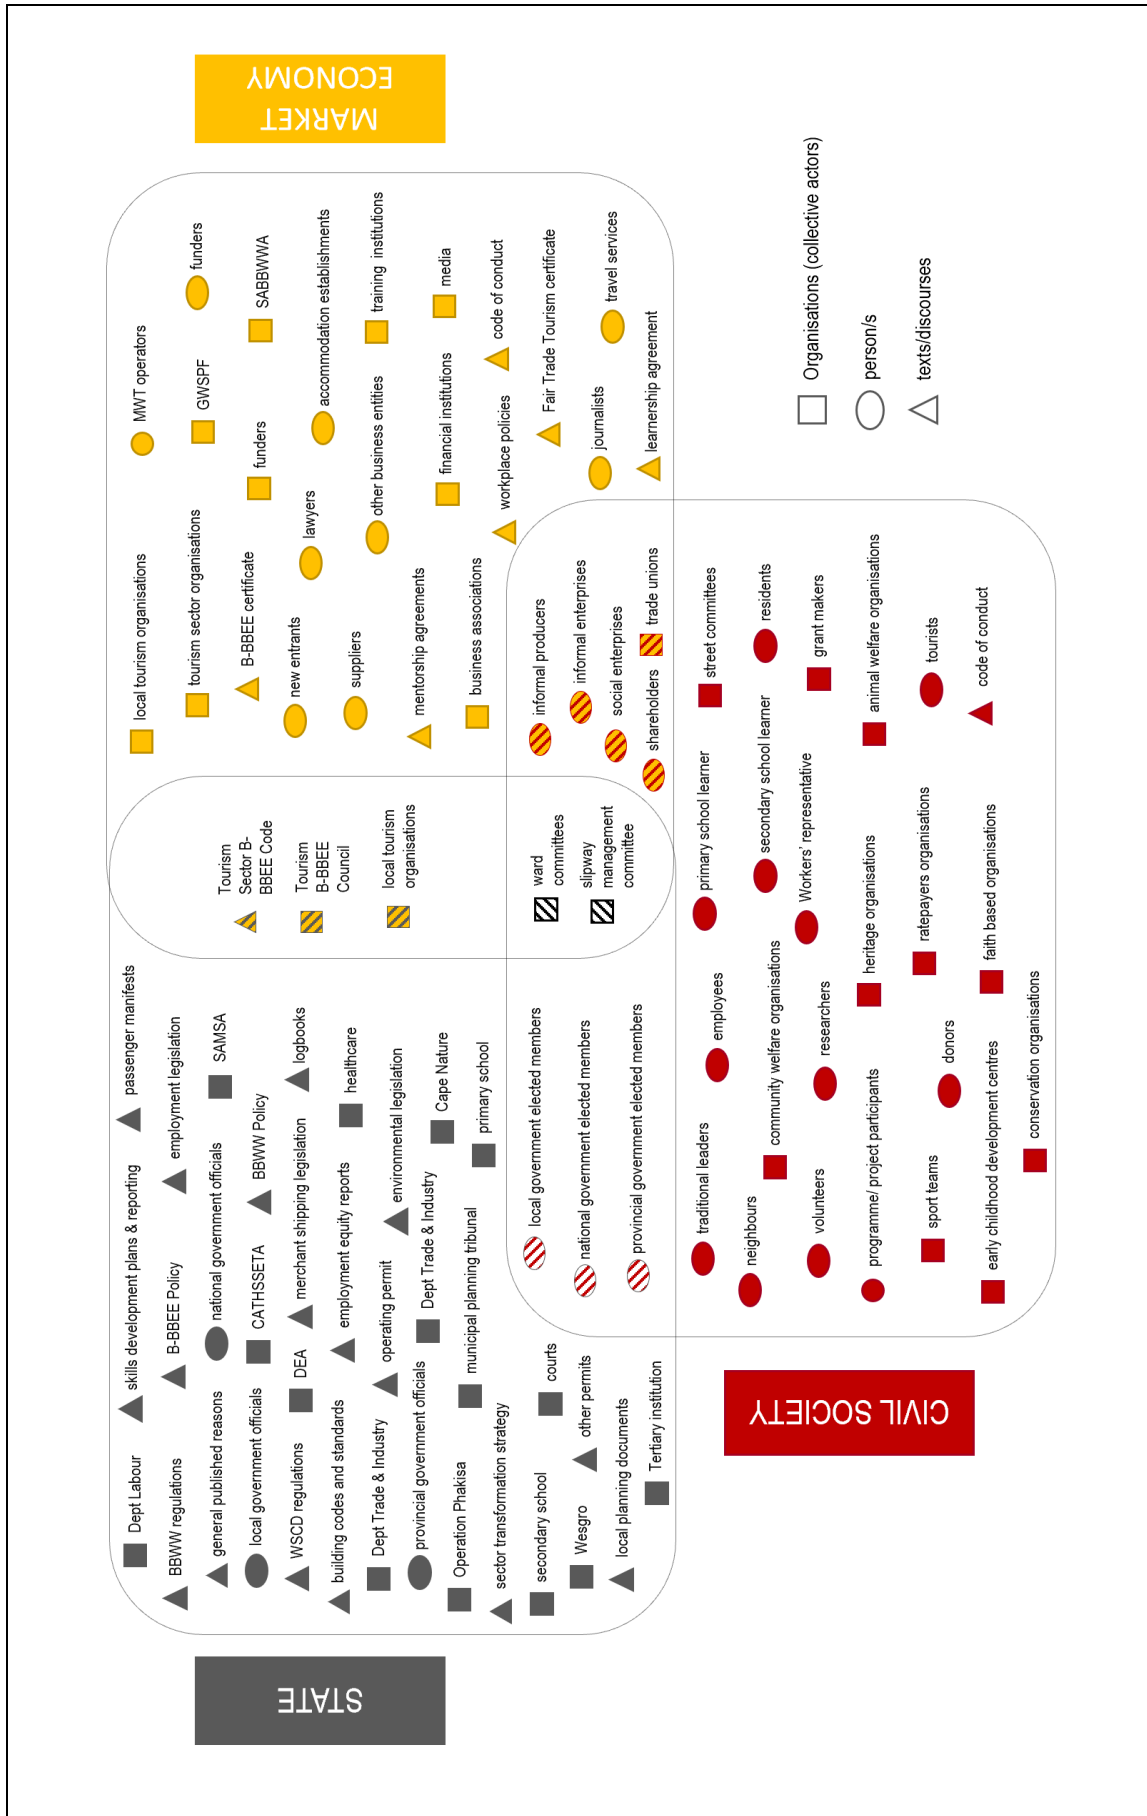 MARKET
ECONOMY
STATE
CIVIL SOCIETY
Dept Labour
skills development plans & reporting
passenger manifests
BBWW regulations
B-BBEE Policy
employment legislation
general published reasons
national government officials
SAMSA
local government officials
CATHSSETA
BBWW Policy
WSCD regulations
DEA
merchant shipping legislation
logbooks
building codes and standards
employment equity reports
healthcare
Dept Trade & Industry
operating permit
environmental legislation
provincial government officials
Dept Trade & Industry
Cape Nature
Operation Phakisa
municipal planning tribunal
primary school
sector transformation strategy
secondary school
courts
Wesgro
other permits
local planning documents
Tertiary institution
Tourism
Sector B-
BBEE Code
Tourism
B-BBEE
Council
local tourism
organisations
ward
committees
slipway
management
committee
local government elected members
national government elected members
provincial government elected members
local tourism organisations
MWT operators
tourism sector organisations
GWSPF
funders
B-BBEE certificate
funders
SABBWWA
new entrants
lawyers
accommodation establishments
suppliers
other business entities
training institutions
mentorship agreements
financial institutions
media
business associations
workplace policies
code of conduct
Fair Trade Tourism certificate
journalists
travel services
learnership agreement
informal producers
informal enterprises
social enterprises
shareholders
trade unions
traditional leaders
employees
primary school learner
street committees
neighbours
community welfare organisations
secondary school learner
residents
volunteers
researchers
Workers' representative
grant makers
programme/ project participants
heritage organisations
animal welfare organisations
sport teams
donors
ratepayers organisations
tourists
early childhood development centres
faith based organisations
code of conduct
conservation organisations
Organisations (collective actors)
person/s
texts/discourses